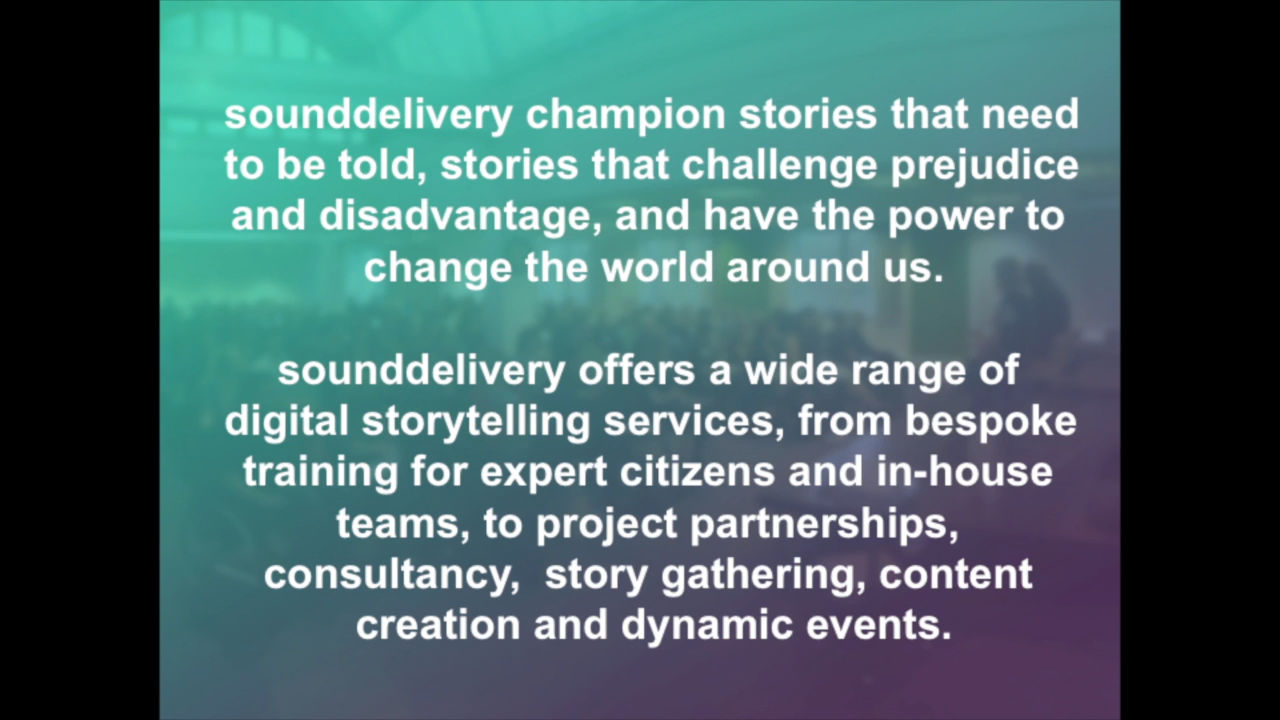 sounddelivery champion stories that need
to be told, stories that challenge prejudice
and disadvantage, and have the power to
change the world around us.
sounddelivery offers a wide range of
digital storytelling services, from bespoke
training for expert citizens and in-house
teams, to project partnerships,
consultancy,  story gathering, content
creation and dynamic events.